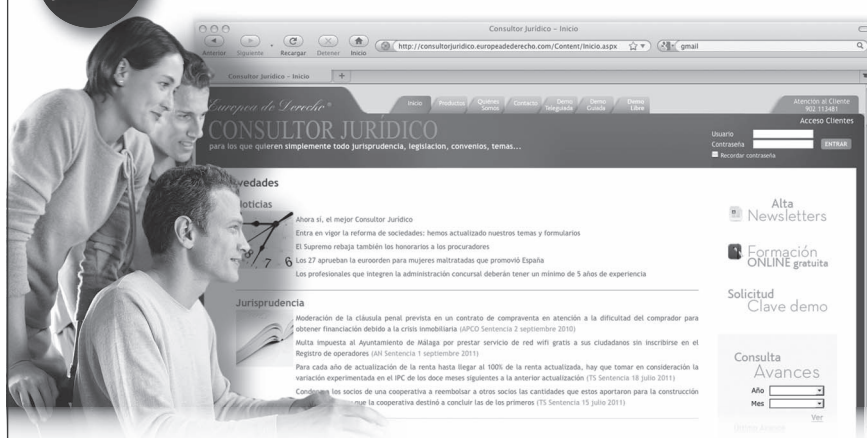 Consultor Jurídico – Inicio
Anterior Siguiente Recargar Detener Inicio
http://consultorjuridico.europeadederecho.com/Content/Inicio.aspx
gmail
Consultor Jurídico – Inicio
Europea de Derecho®
Inicio
Productos
Quiénes
Somos
Contacto
Demo
Teleguiada
Demo
Guiada
Demo
Libre
Atención al Cliente
902 113481
CONSULTOR JURÍDICO
para los que quieren simplemente todo jurisprudencia, legislacion, convenios, temas...
Acceso Clientes
Usuario
Contraseña
ENTRAR
Recordar contraseña
vedades
Noticias
Ahora sí, el mejor Consultor Jurídico
Entra en vigor la reforma de sociedades: hemos actualizado nuestros temas y formularios
El Supremo rebaja también los honorarios a los procuradores
Los 27 aprueban la euroorden para mujeres maltratadas que promovió España
Los profesionales que integren la administración concursal deberán tener un mínimo de 5 años de experiencia
Jurisprudencia
Moderación de la cláusula penal prevista en un contrato de compraventa en atención a la dificultad del comprador para
obtener financiación debido a la crisis inmobiliaria (APCO Sentencia 2 septiembre 2010)
Multa impuesta al Ayuntamiento de Málaga por prestar servicio de red wifi gratis a sus ciudadanos sin inscribirse en el
Registro de operadores (AN Sentencia 1 septiembre 2011)
Para cada año de actualización de la renta hasta llegar al 100% de la renta actualizada, hay que tomar en consideración la
variación experimentada en el IPC de los doce meses siguientes a la anterior actualización (TS Sentencia 18 julio 2011)
a los socios de una cooperativa a reembolsar a otros socios las cantidades que estos aportaron para la construcción
que la cooperativa destinó a concluir las de los primeros (TS Sentencia 15 julio 2011)
Alta
Newsletters
Formación
ONLINE gratuita
Solicitud
Clave demo
Consulta
Avances
Año
Mes
Ver